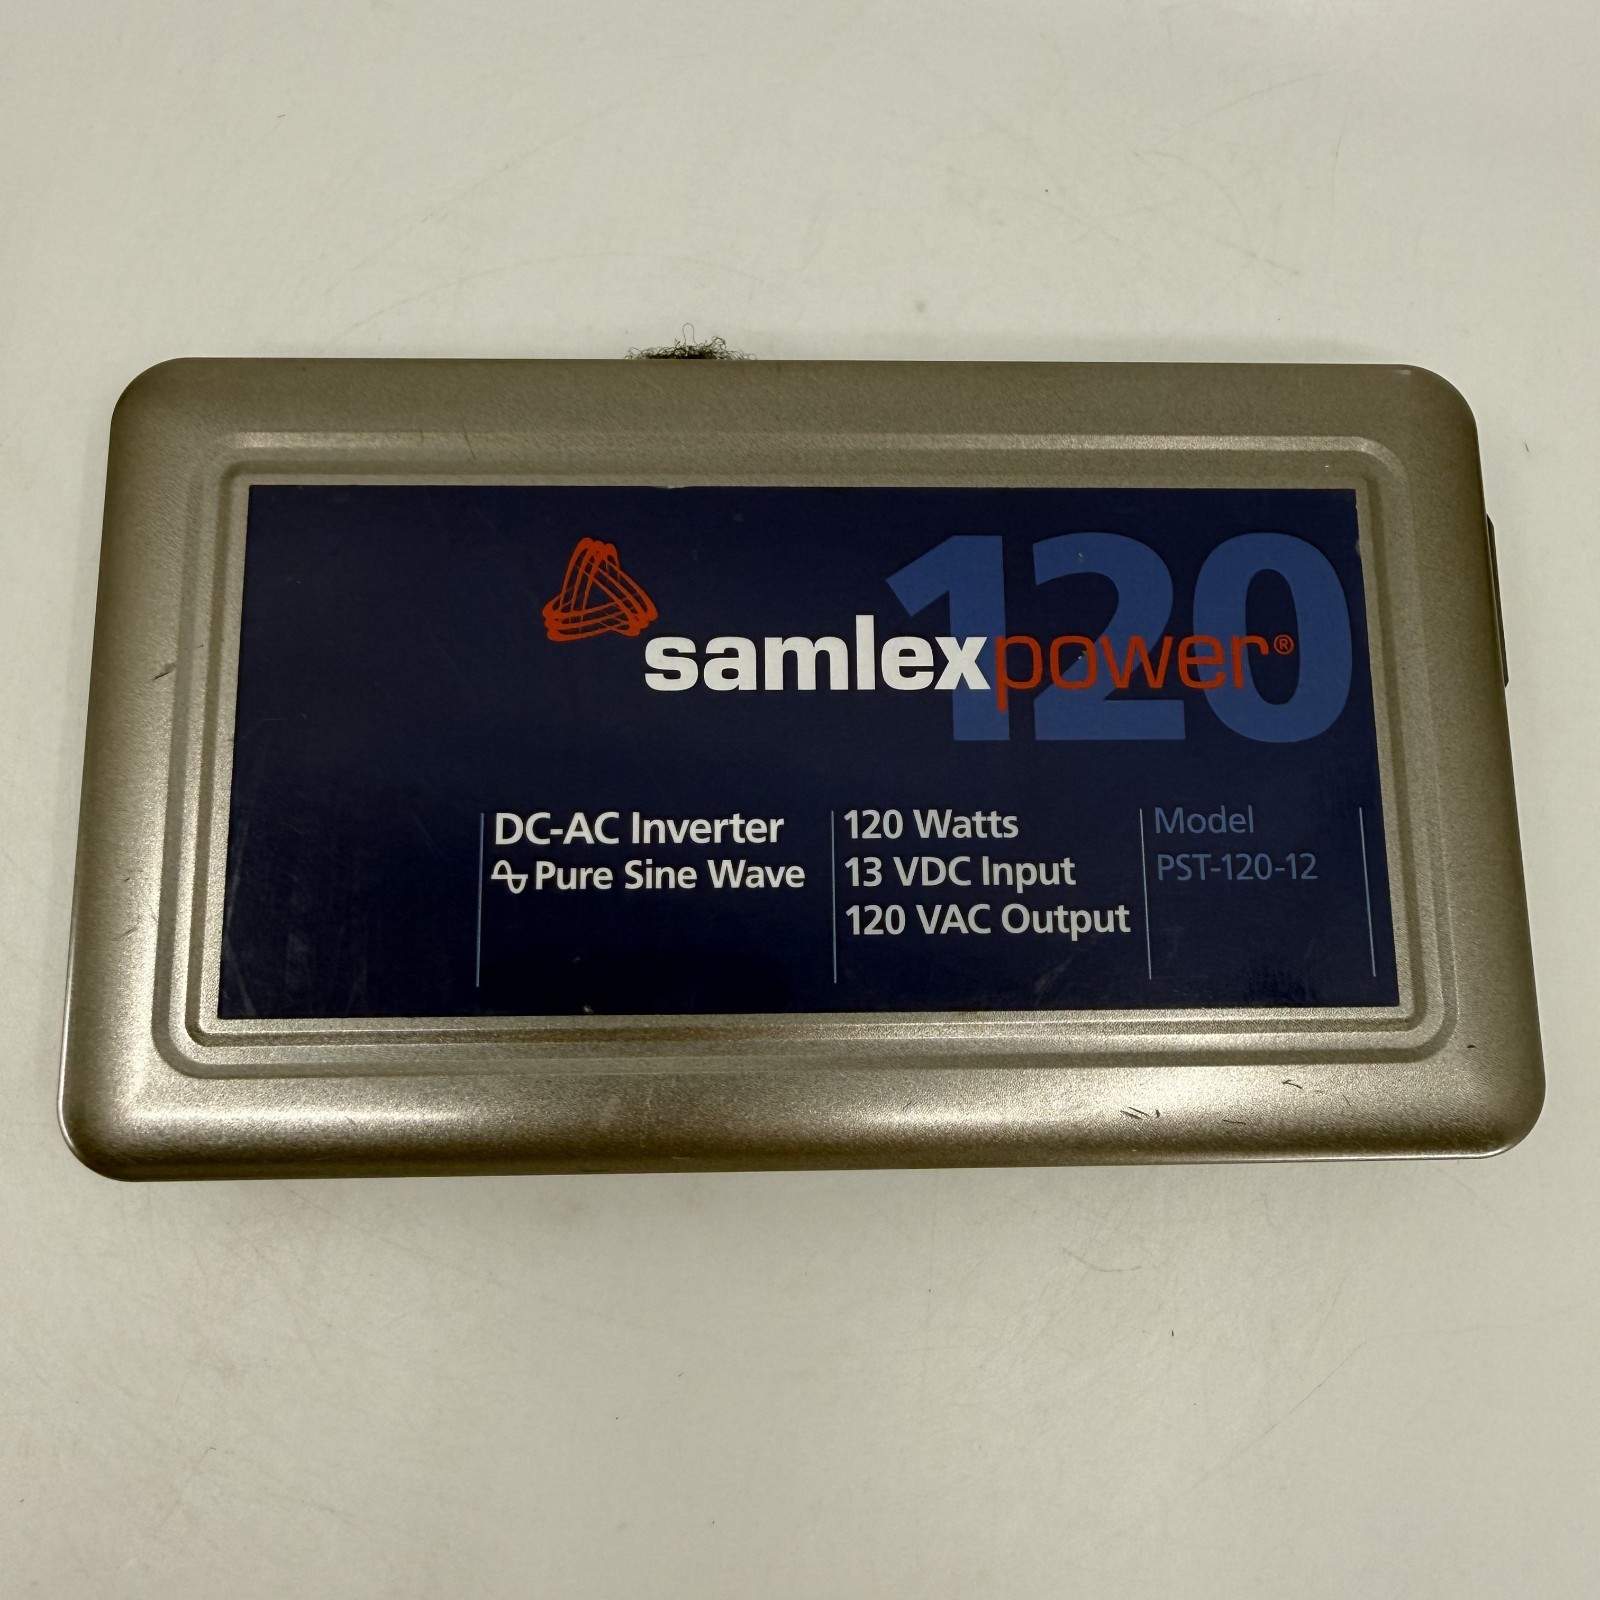 120
samlexpower®
DC-AC Inverter
Pure Sine Wave
120 Watts
13 VDC Input
120 VAC Output
Model
PST-120-12